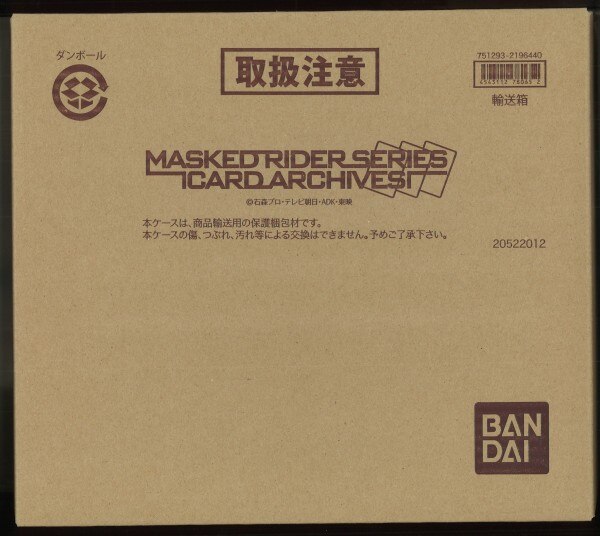 ダンボール
取扱注意
751293-2196440
輸送箱
MASKED RIDER SERIES
CARD ARCHIVES
©石森プロ・テレビ朝日・ADK・東映
本ケースは、商品輸送用の保護梱包材です。
本ケースの傷、つぶれ、汚れ等による交換はできません。予めご了承下さい。
20522012
BAN
DAI